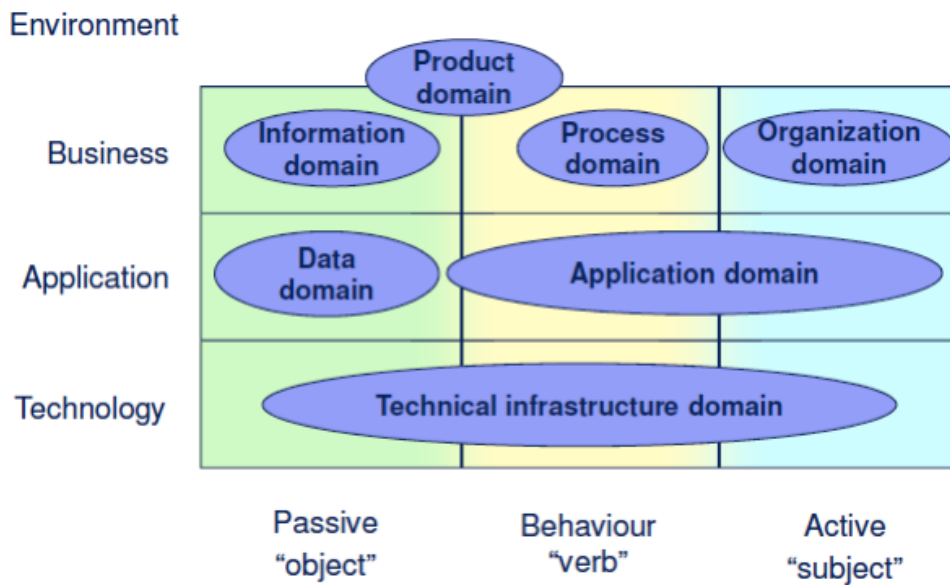 Environment
Product
domain
Business
Information
domain
Process
domain
Organization
domain
Application
Data
domain
Application domain
Technology
Technical infrastructure domain
Passive
“object”
Behaviour
“verb”
Active
“subject”